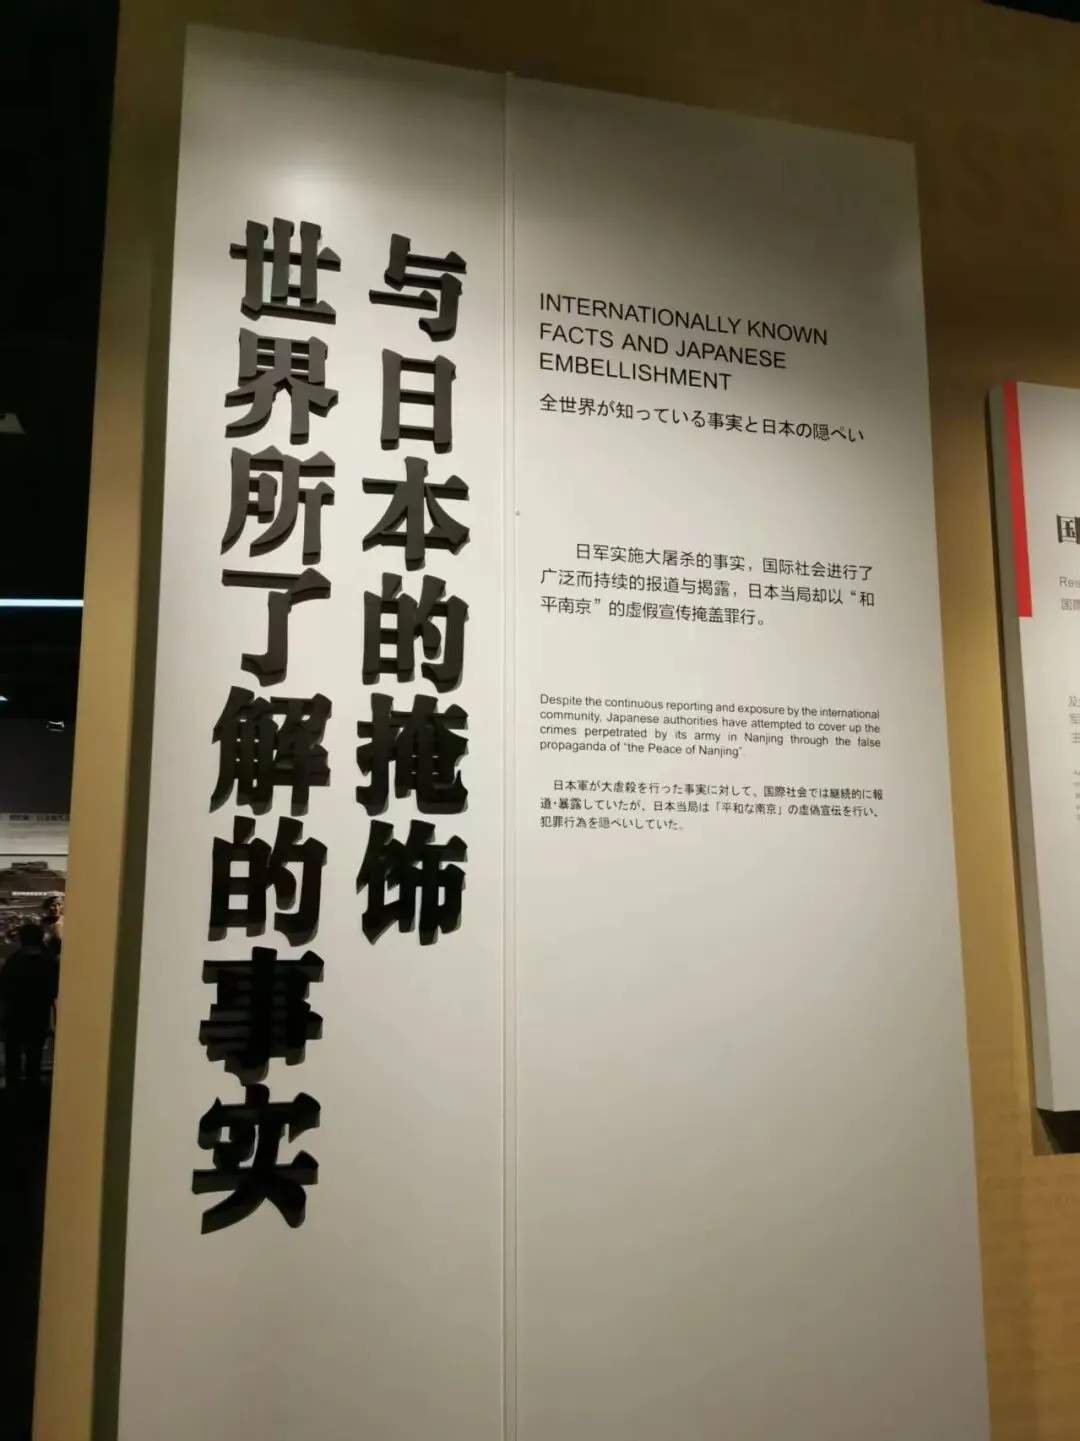 世界所了解的事实
与日本的掩饰
INTERNATIONALLY KNOWN
FACTS AND JAPANESE
EMBELLISHMENT
全世界が知っている事実と日本の隠ぺい
日军实施大屠杀的事实，国际社会进行了
广泛而持续的报道与揭露，日本当局却以“和
平南京”的虚假宣传掩盖罪行。
Despite the continuous reporting and exposure by the international
community, Japanese authorities have attempted to cover up the
crimes perpetrated by its army in Nanjing through the false
propaganda of “the Peace of Nanjing”.
日本軍が大虐殺を行った事実に対して、国際社会では継続的に報
道・暴露していたが、日本当局は「平和な南京」の虚偽宣伝を行い、
犯罪行為を隠ぺいしていた。
国
Res
国際